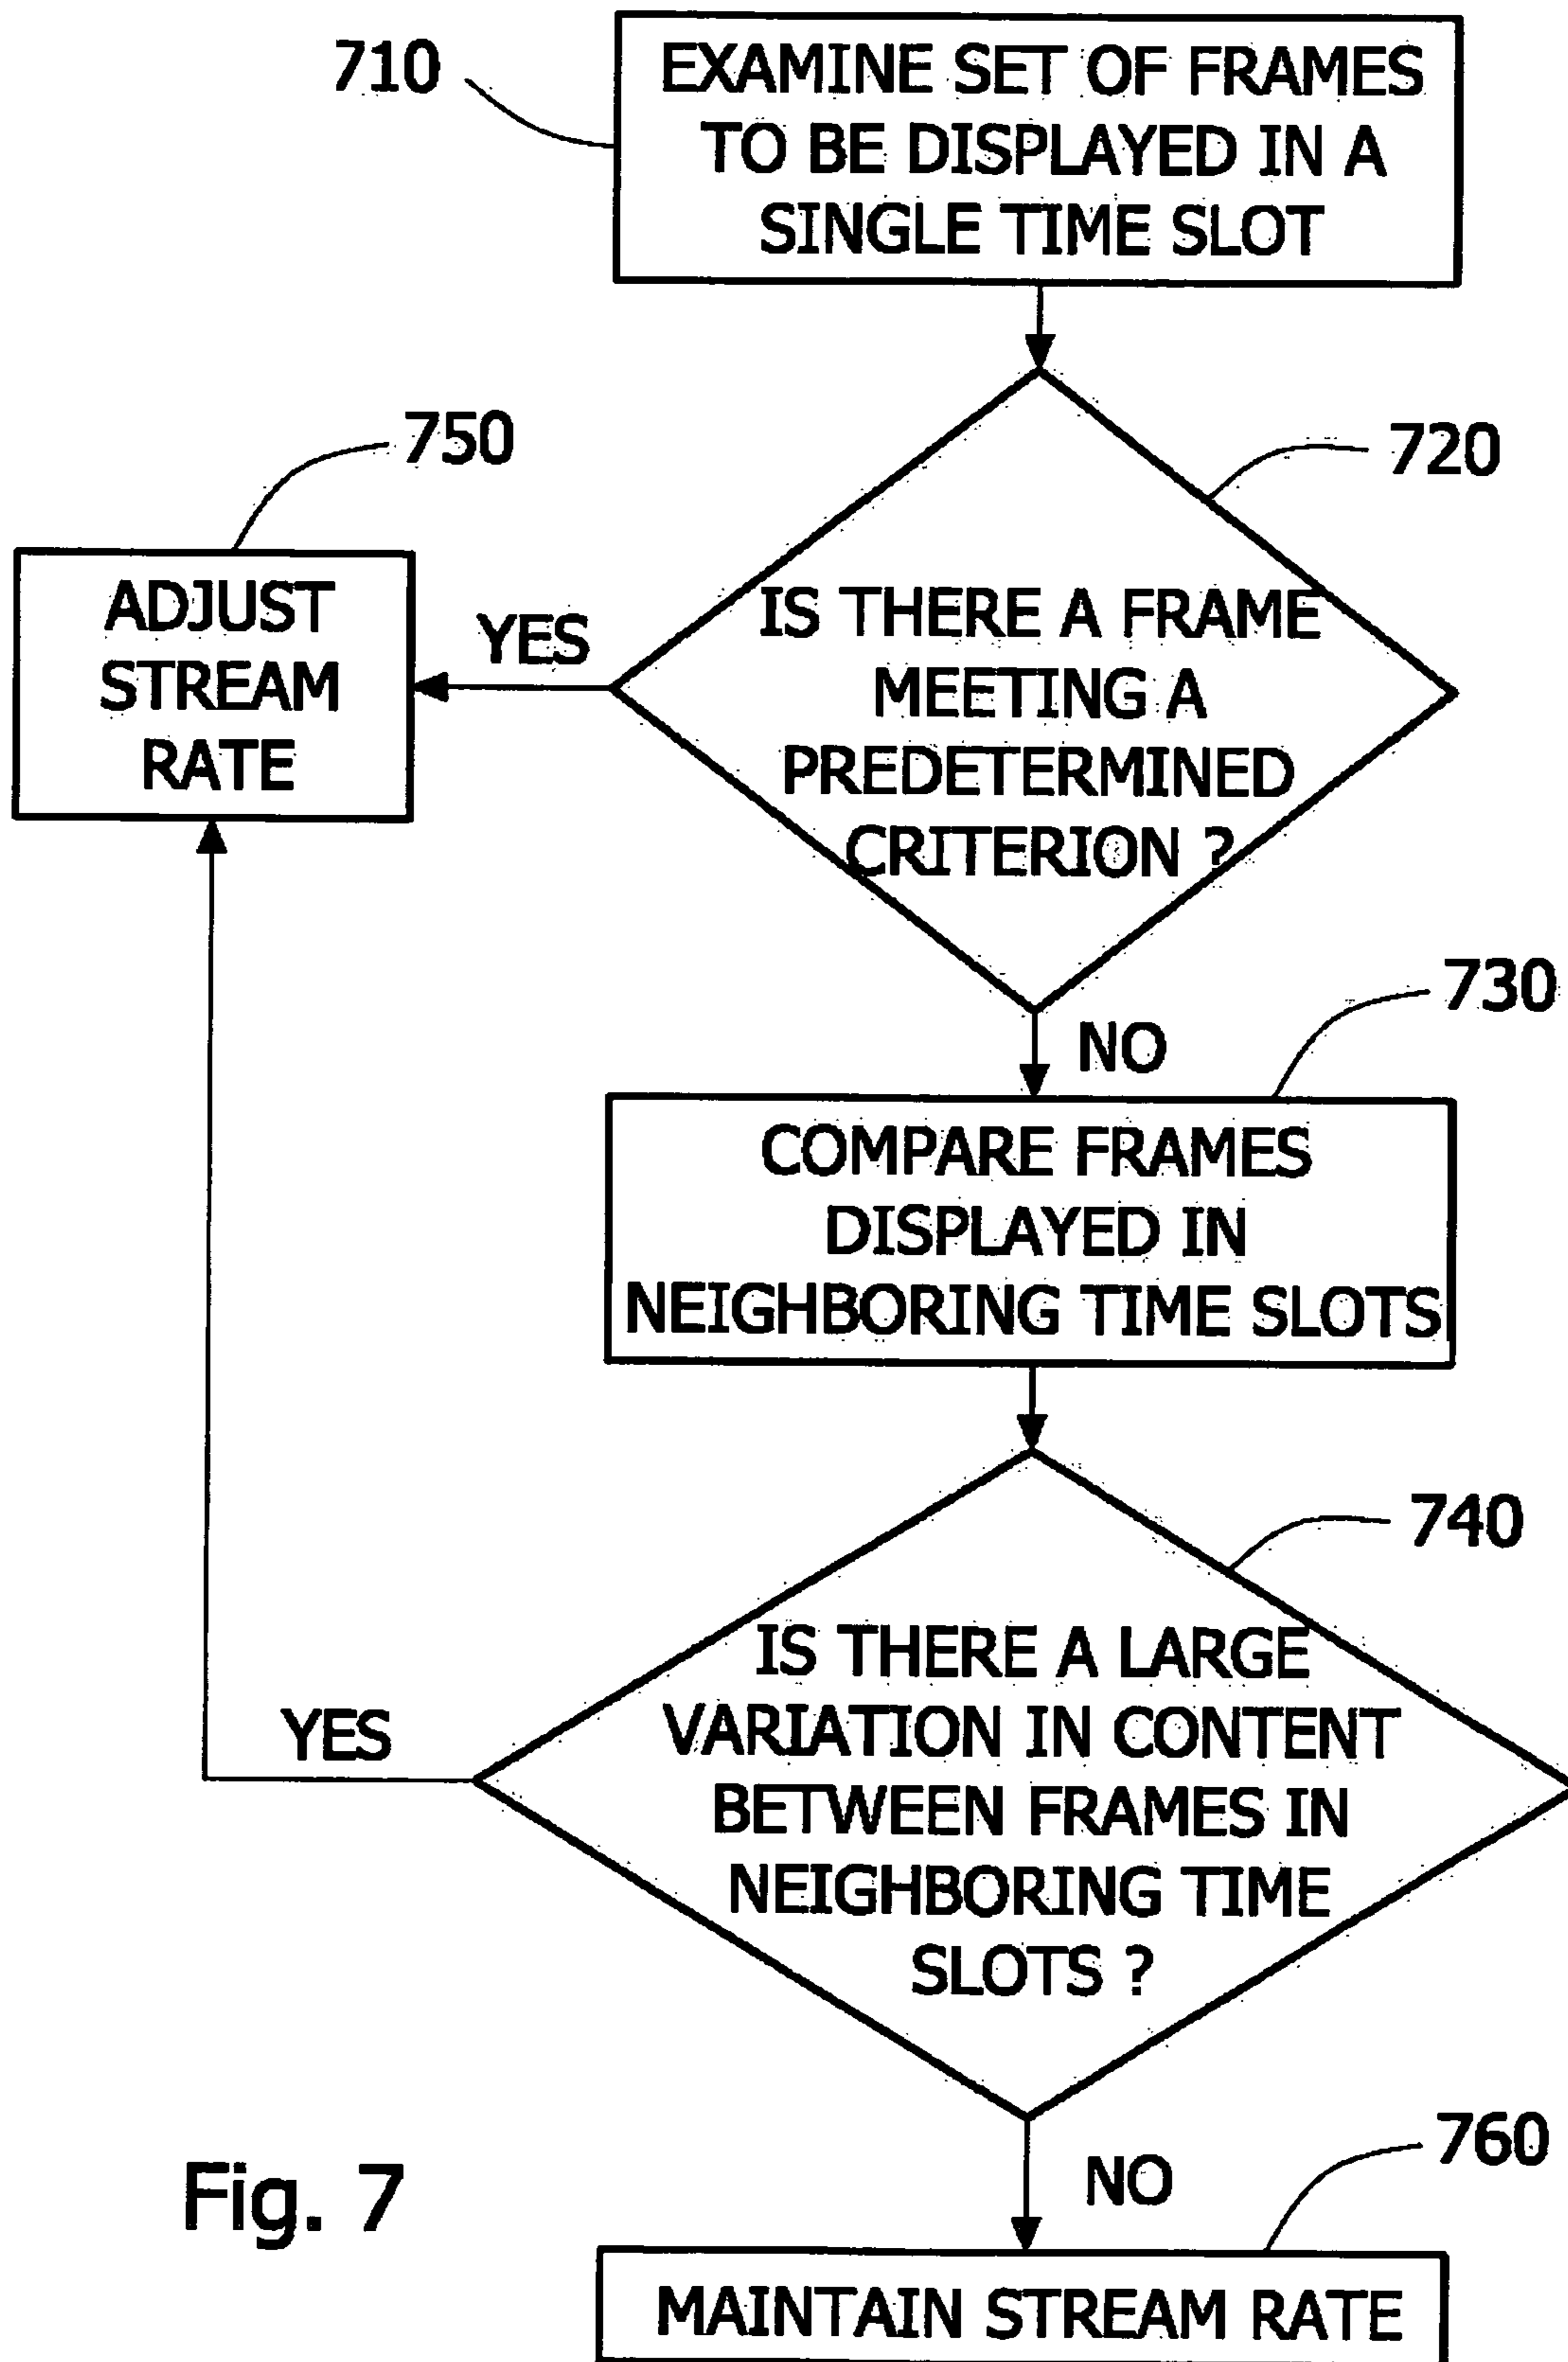 710
EXAMINE SET OF FRAMES
TO BE DISPLAYED IN A
SINGLE TIME SLOT
750
720
ADJUST
STREAM
RATE
YES
IS THERE A FRAME
MEETING A
PREDETERMINED
CRITERION ?
730
NO
COMPARE FRAMES
DISPLAYED IN
NEIGHBORING TIME SLOTS
740
IS THERE A LARGE
VARIATION IN CONTENT
BETWEEN FRAMES IN
NEIGHBORING TIME
SLOTS ?
YES
760
NO
Fig. 7
MAINTAIN STREAM RATE